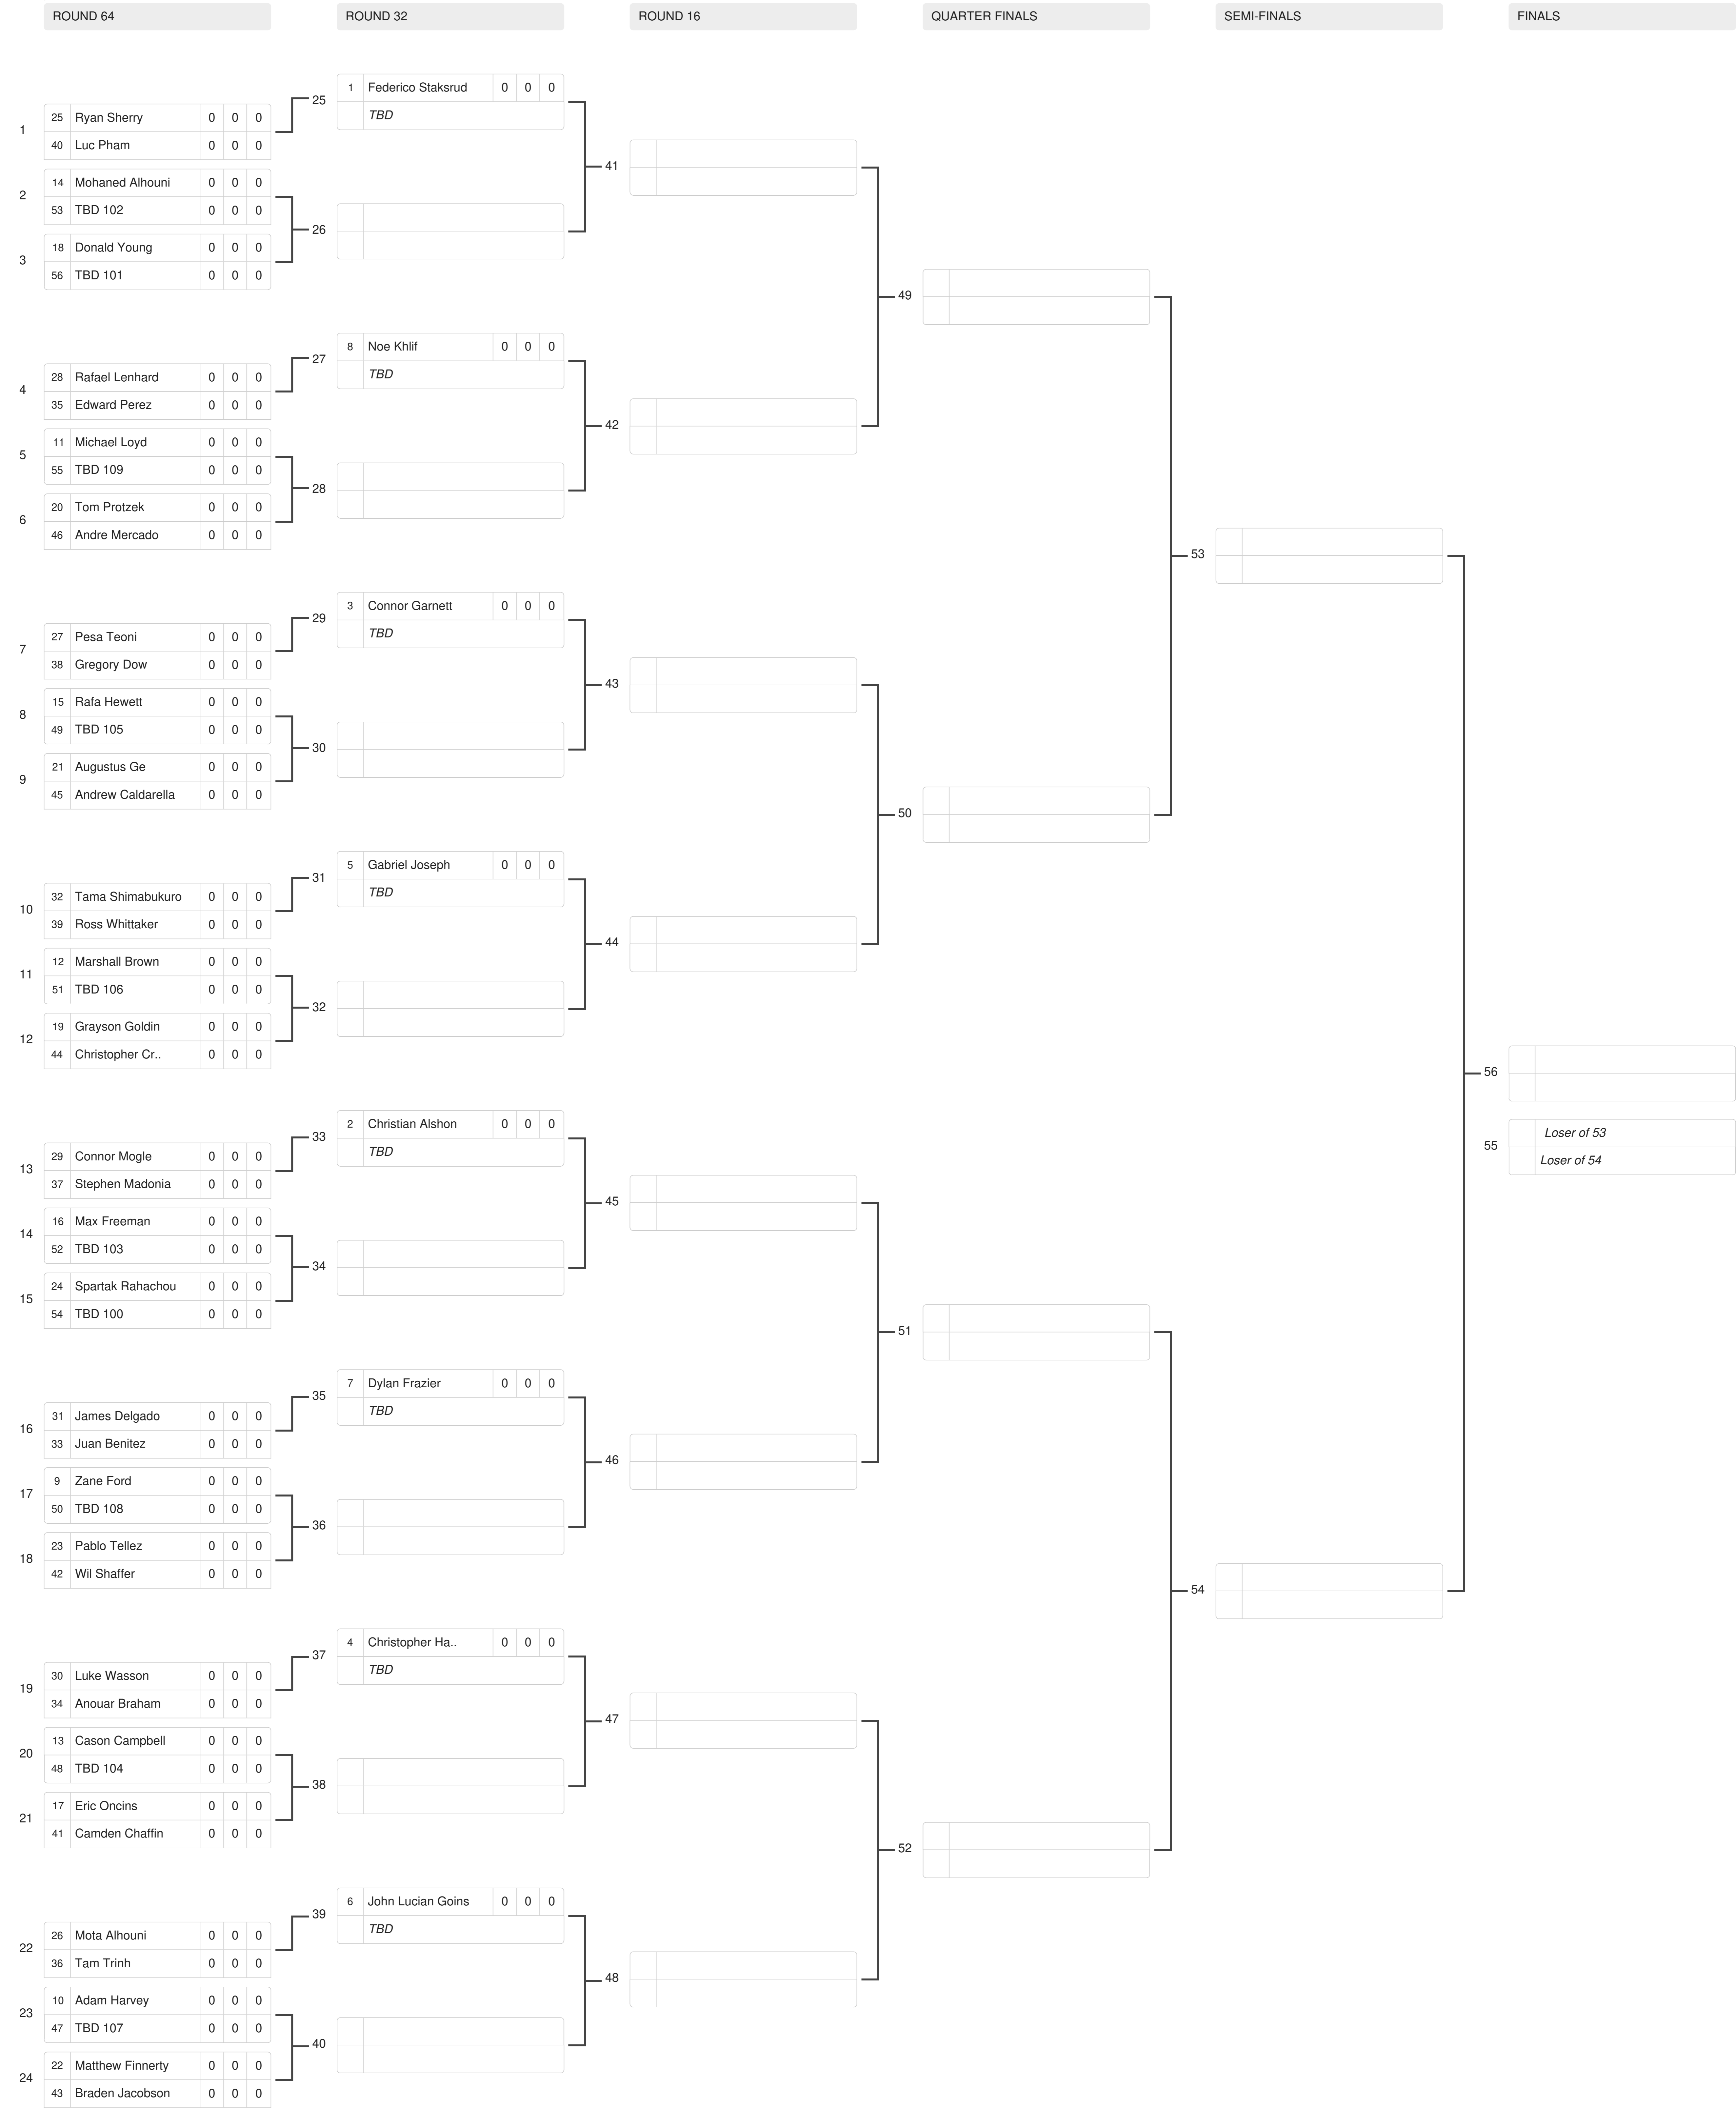 ROUND 64
ROUND 32
ROUND 16
QUARTER FINALS
SEMI-FINALS
FINALS
1
25 Ryan Sherry 0 0 0
40 Luc Pham 0 0 0
2
14 Mohaned Alhouni 0 0 0
53 TBD 102 0 0 0
3
18 Donald Young 0 0 0
56 TBD 101 0 0 0
4
28 Rafael Lenhard 0 0 0
35 Edward Perez 0 0 0
5
11 Michael Loyd 0 0 0
55 TBD 109 0 0 0
6
20 Tom Protzek 0 0 0
46 Andre Mercado 0 0 0
7
27 Pesa Teoni 0 0 0
38 Gregory Dow 0 0 0
8
15 Rafa Hewett 0 0 0
49 TBD 105 0 0 0
9
21 Augustus Ge 0 0 0
45 Andrew Caldarella 0 0 0
10
32 Tama Shimabukuro 0 0 0
39 Ross Whittaker 0 0 0
11
12 Marshall Brown 0 0 0
51 TBD 106 0 0 0
12
19 Grayson Goldin 0 0 0
44 Christopher Cr.. 0 0 0
13
29 Connor Mogle 0 0 0
37 Stephen Madonia 0 0 0
14
16 Max Freeman 0 0 0
52 TBD 103 0 0 0
15
24 Spartak Rahachou 0 0 0
54 TBD 100 0 0 0
16
31 James Delgado 0 0 0
33 Juan Benitez 0 0 0
17
9 Zane Ford 0 0 0
50 TBD 108 0 0 0
18
23 Pablo Tellez 0 0 0
42 Wil Shaffer 0 0 0
19
30 Luke Wasson 0 0 0
34 Anouar Braham 0 0 0
20
13 Cason Campbell 0 0 0
48 TBD 104 0 0 0
21
17 Eric Oncins 0 0 0
41 Camden Chaffin 0 0 0
22
26 Mota Alhouni 0 0 0
36 Tam Trinh 0 0 0
23
10 Adam Harvey 0 0 0
47 TBD 107 0 0 0
24
22 Matthew Finnerty 0 0 0
43 Braden Jacobson 0 0 0
25
1 Federico Staksrud 0 0 0
TBD
26
27
8 Noe Khlif 0 0 0
TBD
28
29
3 Connor Garnett 0 0 0
TBD
30
31
5 Gabriel Joseph 0 0 0
TBD
32
33
2 Christian Alshon 0 0 0
TBD
34
35
7 Dylan Frazier 0 0 0
TBD
36
37
4 Christopher Ha.. 0 0 0
TBD
38
39
6 John Lucian Goins 0 0 0
TBD
40
41
42
43
44
45
46
47
48
49
50
51
52
53
54
56
55
Loser of 53
Loser of 54